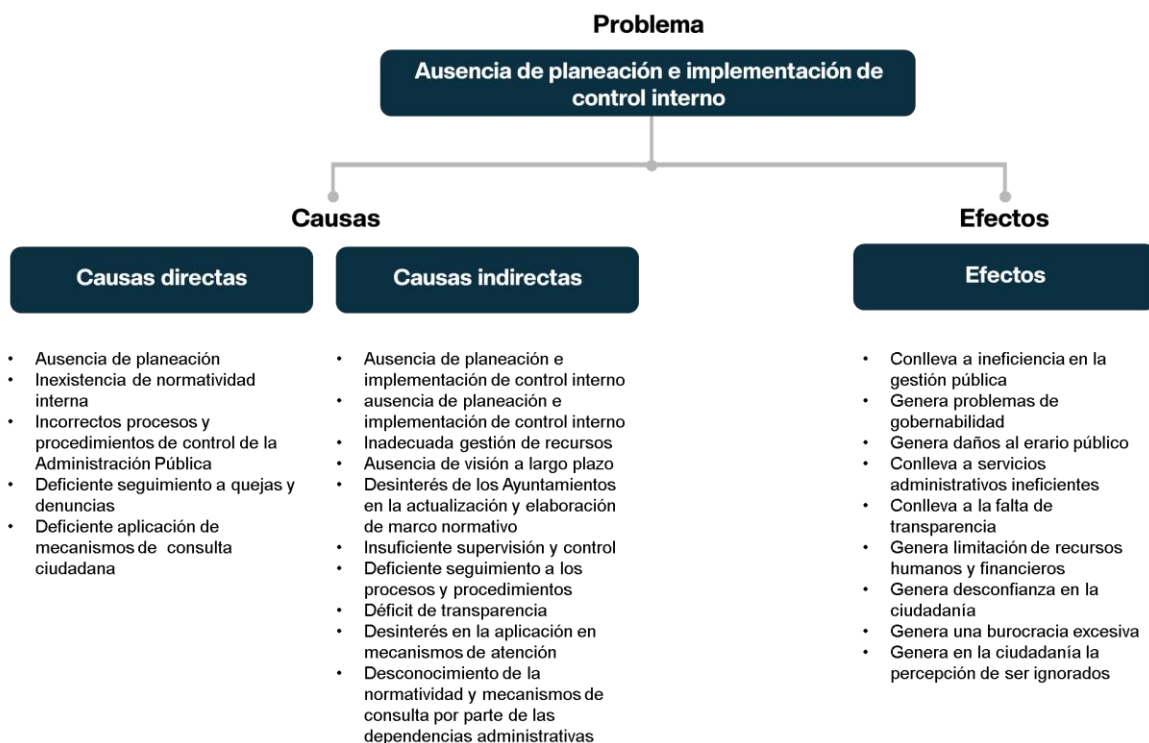 Problema
Ausencia de planeación e implementación de
control interno
Causas
Efectos
Causas directas
Causas indirectas
Efectos
• Ausencia de planeación
• Inexistencia de normatividad
interna
• Incorrectos procesos y
procedimientos de control de la
Administración Pública
• Deficiente seguimiento a quejas y
denuncias
• Deficiente aplicación de
mecanismos de consulta
ciudadana
• Ausencia de planeación e
implementación de control interno
• ausencia de planeación e
implementación de control interno
• Inadecuada gestión de recursos
• Ausencia de visión a largo plazo
• Desinterés de los Ayuntamientos
en la actualización y elaboración
de marco normativo
• Insuficiente supervisión y control
• Deficiente seguimiento a los
procesos y procedimientos
• Déficit de transparencia
• Desinterés en la aplicación en
mecanismos de atención
• Desconocimiento de la
normatividad y mecanismos de
consulta por parte de las
dependencias administrativas
• Conlleva a ineficiencia en la
gestión pública
• Genera problemas de
gobernabilidad
• Genera daños al erario público
• Conlleva a servicios
administrativos ineficientes
• Conlleva a la falta de
transparencia
• Genera limitación de recursos
humanos y financieros
• Genera desconfianza en la
ciudadanía
• Genera una burocracia excesiva
• Genera en la ciudadanía la
percepción de ser ignorados